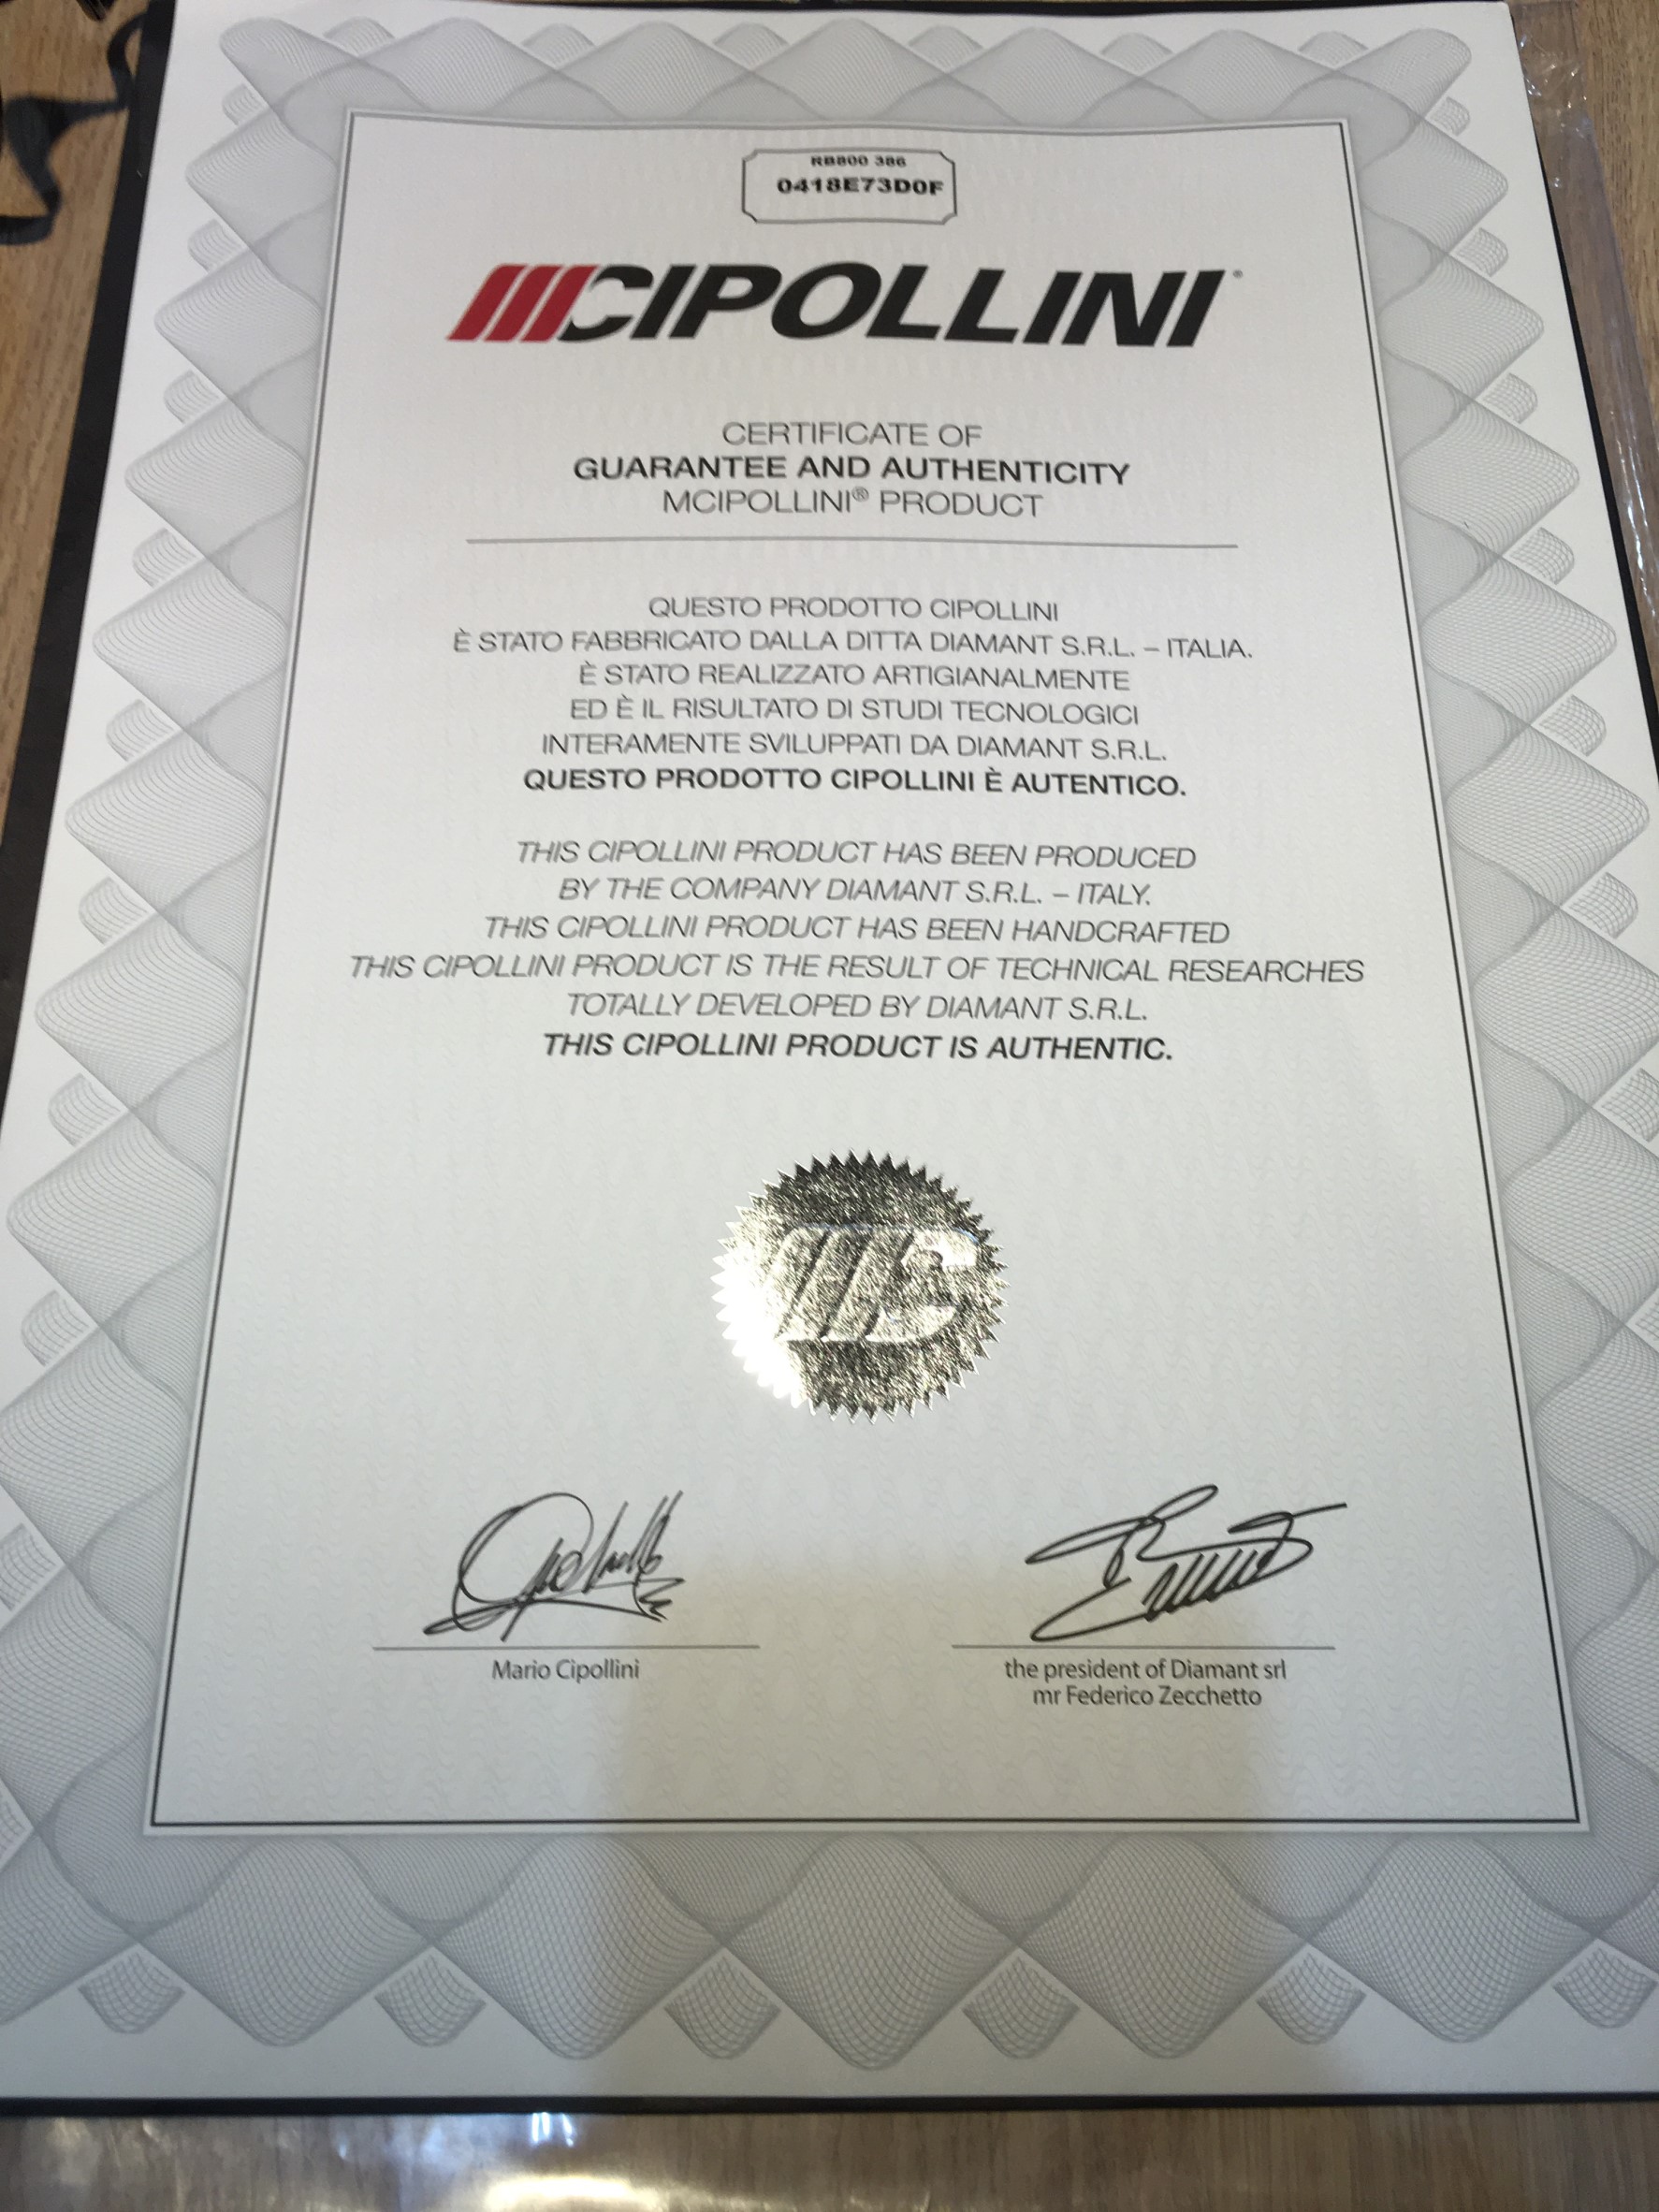 RB800 386
0418E73D0F
MCIPOLLINI®
CERTIFICATE OF
GUARANTEE AND AUTHENTICITY
MCIPOLLINI® PRODUCT
QUESTO PRODOTTO CIPOLLINI
È STATO FABBRICATO DALLA DITTA DIAMANT S.R.L. – ITALIA.
È STATO REALIZZATO ARTIGIANALMENTE
ED È IL RISULTATO DI STUDI TECNOLOGICI
INTERAMENTE SVILUPPATI DA DIAMANT S.R.L.
QUESTO PRODOTTO CIPOLLINI È AUTENTICO.
THIS CIPOLLINI PRODUCT HAS BEEN PRODUCED
BY THE COMPANY DIAMANT S.R.L. – ITALY.
THIS CIPOLLINI PRODUCT HAS BEEN HANDCRAFTED
THIS CIPOLLINI PRODUCT IS THE RESULT OF TECHNICAL RESEARCHES
TOTALLY DEVELOPED BY DIAMANT S.R.L.
THIS CIPOLLINI PRODUCT IS AUTHENTIC.
MC
Mario Cipollini
the president of Diamant srl
mr Federico Zecchetto